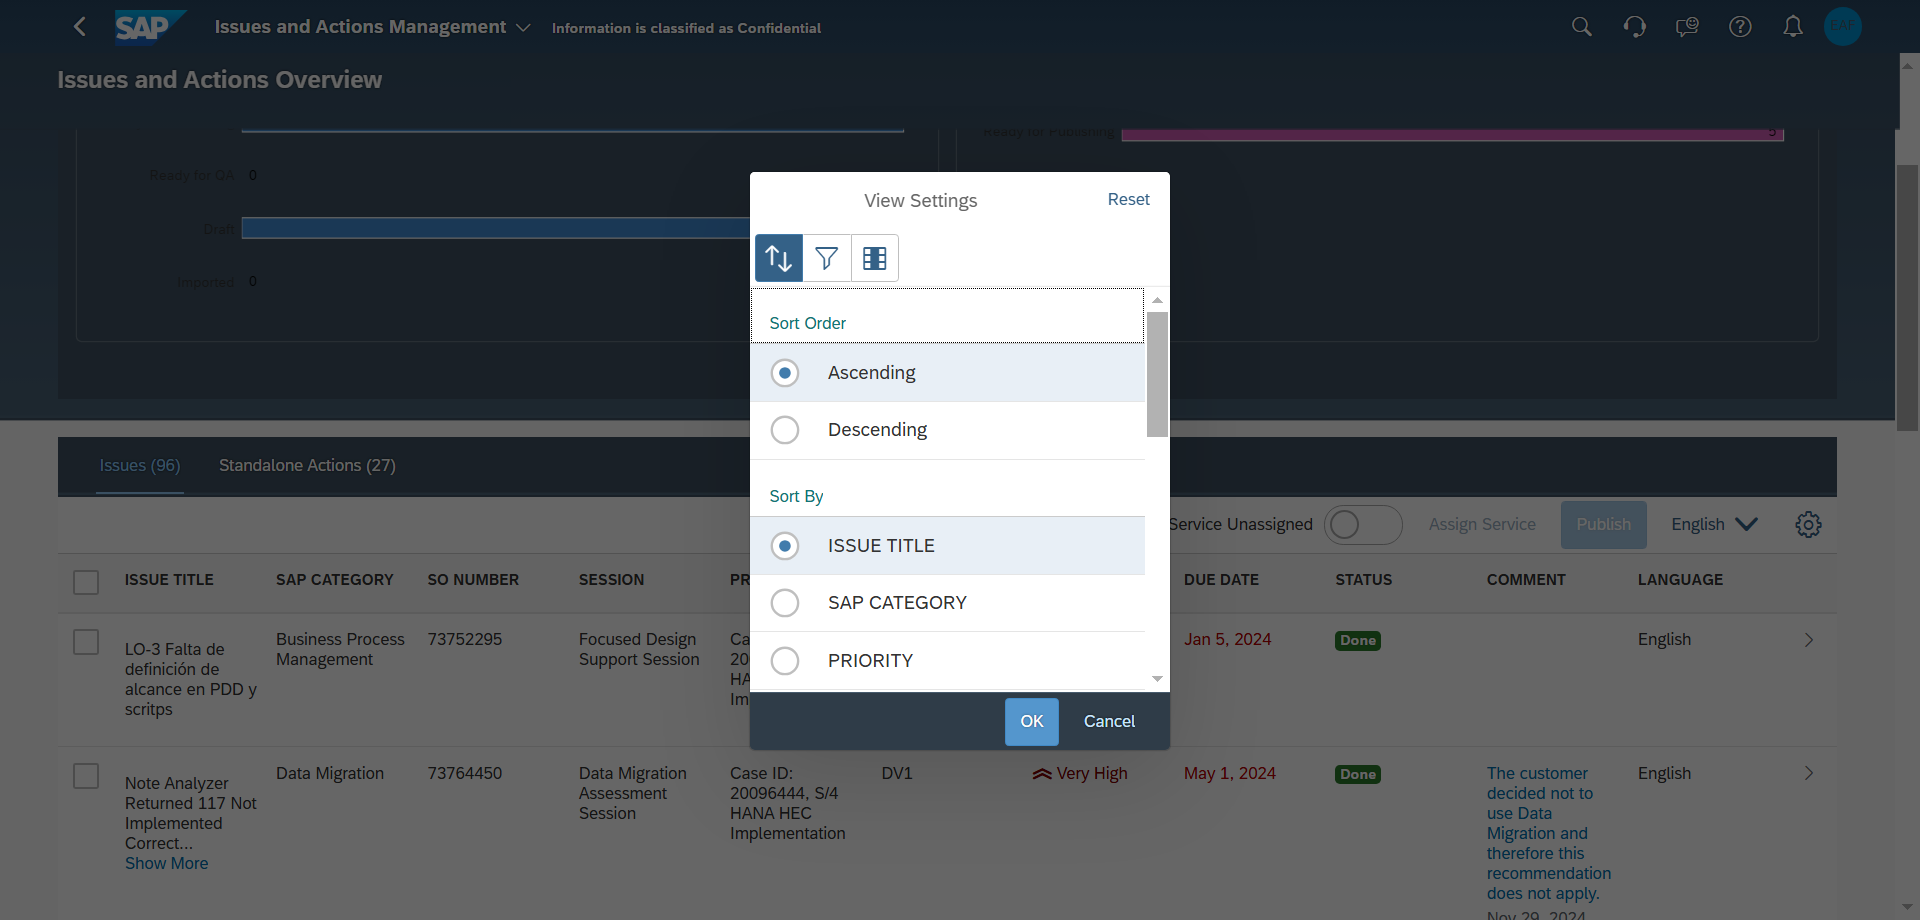 SAP Issues and Actions Management Information is classified as Confidential EAF
Issues and Actions Overview
Ready for Publishing 5
Ready for QA 0
Draft
Imported 0
View Settings Reset
Sort Order
Ascending
Descending
Sort By
ISSUE TITLE
SAP CATEGORY
PRIORITY
OK Cancel
Issues (96) Standalone Actions (27)
Service Unassigned Assign Service Publish English
ISSUE TITLE SAP CATEGORY SO NUMBER SESSION PR DUE DATE STATUS COMMENT LANGUAGE
LO-3 Falta de
definición de
alcance en PDD y
scritps
Business Process
Management
73752295
Focused Design
Support Session
Ca
20
HA
Im
Jan 5, 2024
Done
English
Note Analyzer
Returned 117 Not
Implemented
Correct...
Show More
Data Migration
73764450
Data Migration
Assessment
Session
Case ID:
20096444, S/4
HANA HEC
Implementation
DV1
Very High
May 1, 2024
Done
The customer
decided not to
use Data
Migration and
therefore this
recommendation
does not apply.
Nov 29, 2024
English